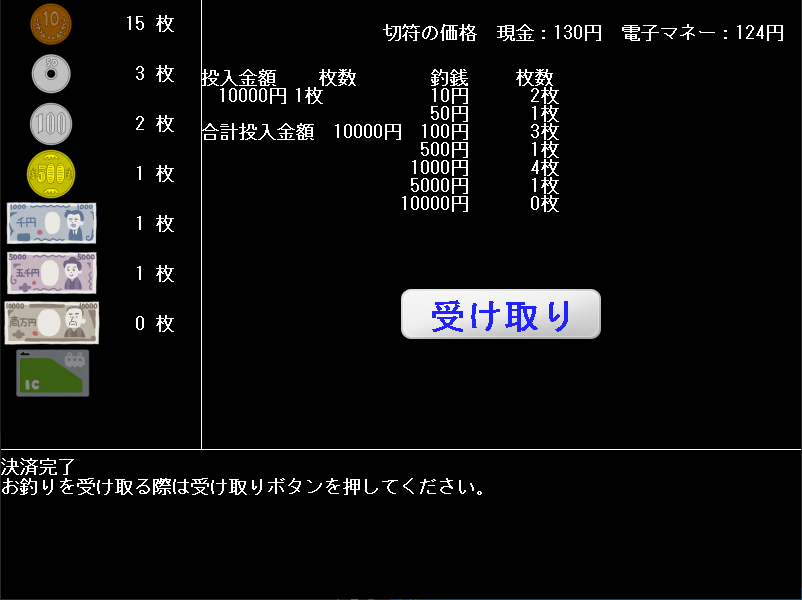 切符の価格 現金：130円 電子マネー：124円
投入金額 枚数 釣銭 枚数
10000円 1枚 10円 2枚
50円 1枚
合計投入金額 10000円 100円 3枚
500円 1枚
1000円 4枚
5000円 1枚
10000円 0枚
受け取り
10
15 枚
50
3 枚
100
2 枚
500
1 枚
1000 1000
千円
1 枚
5000 5000
五千円
1 枚
10000 10000
壱万円
0 枚
IC
決済完了
お釣りを受け取る際は受け取りボタンを押してください。